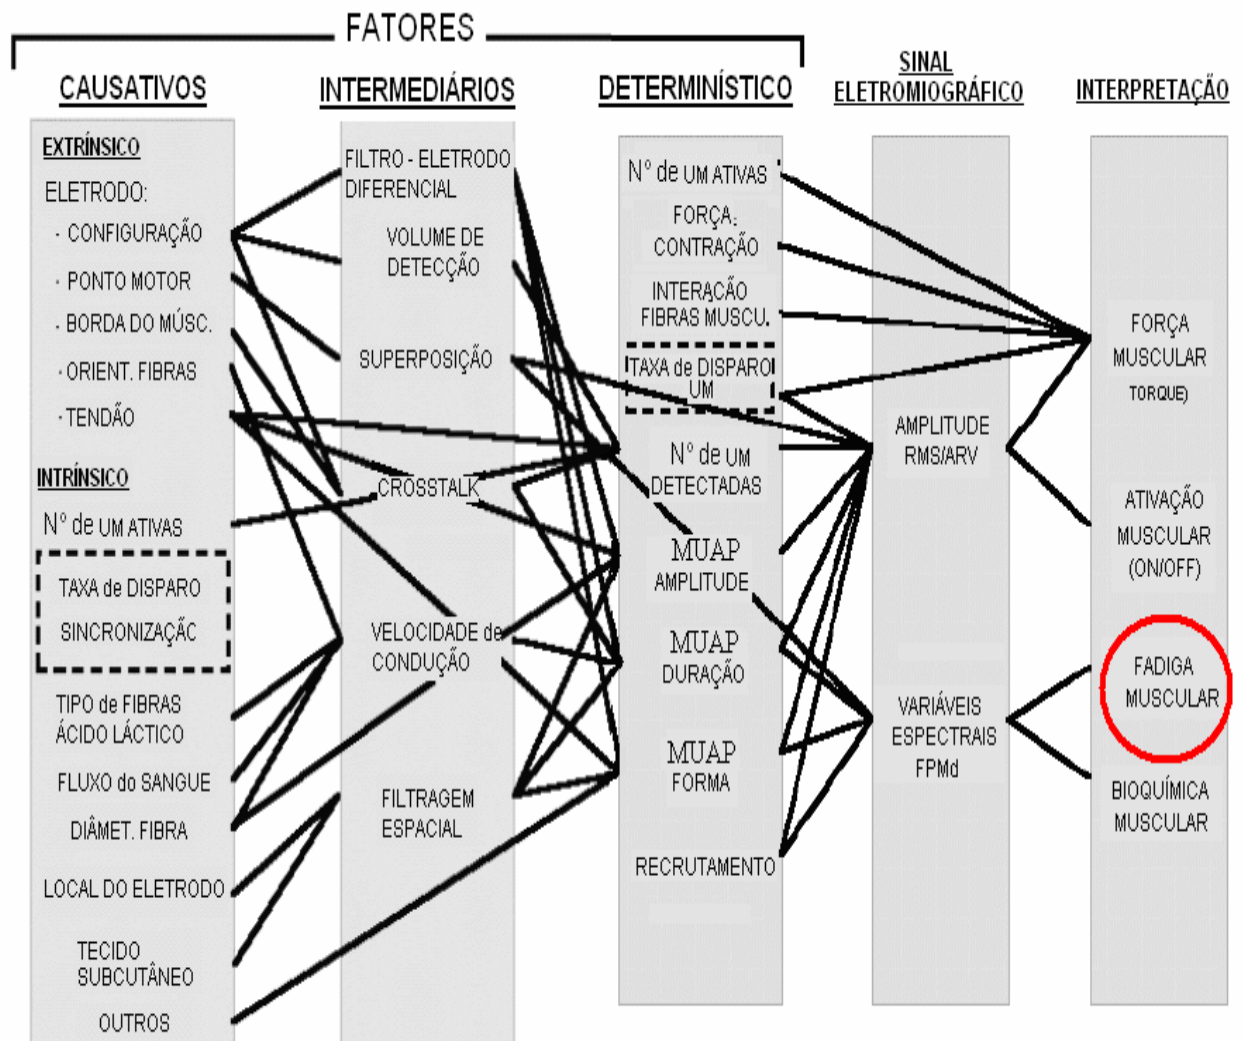 FATORES
CAUSATIVOS
EXTRÍNSICO
ELETRODO:
- CONFIGURAÇÃO
- PONTO MOTOR
- BORDA DO MÚSC.
- ORIENT. FIBRAS
- TENDÃO
INTRÍNSICO
N° de UM ATIVAS
TAXA de DISPARO
SINCRONIZAÇÃC
TIPO de FIBRAS
ÁCIDO LÁCTICO
FLUXO do SANGUE
DIÂMET. FIBRA
LOCAL DO ELETRODO
TECIDO
SUBCUTÂNEO
OUTROS
INTERMEDIÁRIOS
FILTRO - ELETRODO
DIFERENCIAL
VOLUME DE
DETECÇÃO
SUPERPOSIÇÃO
CROSSTALK
VELOCIDADE de
CONDUÇÃO
FILTRAGEM
ESPACIAL
DETERMINÍSTICO
N° de UM ATIVAS
FORÇA:
CONTRAÇÃO
INTERAÇÃO
FIBRAS MUSCU.
TAXA de DISPARO
UM
N° de UM
DETECTADAS
MUAP
AMPLITUDE
MUAP
DURAÇÃO
MUAP
FORMA
RECRUTAMENTO
SINAL
ELETROMIOGRÁFICO
AMPLITUDE
RMS/ARV
VARIÁVEIS
ESPECTRAIS
FPMd
INTERPRETAÇÃO
FORÇA
MUSCULAR
TORQUE)
ATIVAÇÃO
MUSCULAR
(ON/OFF)
FADIGA
MUSCULAR
BIOQUÍMICA
MUSCULAR